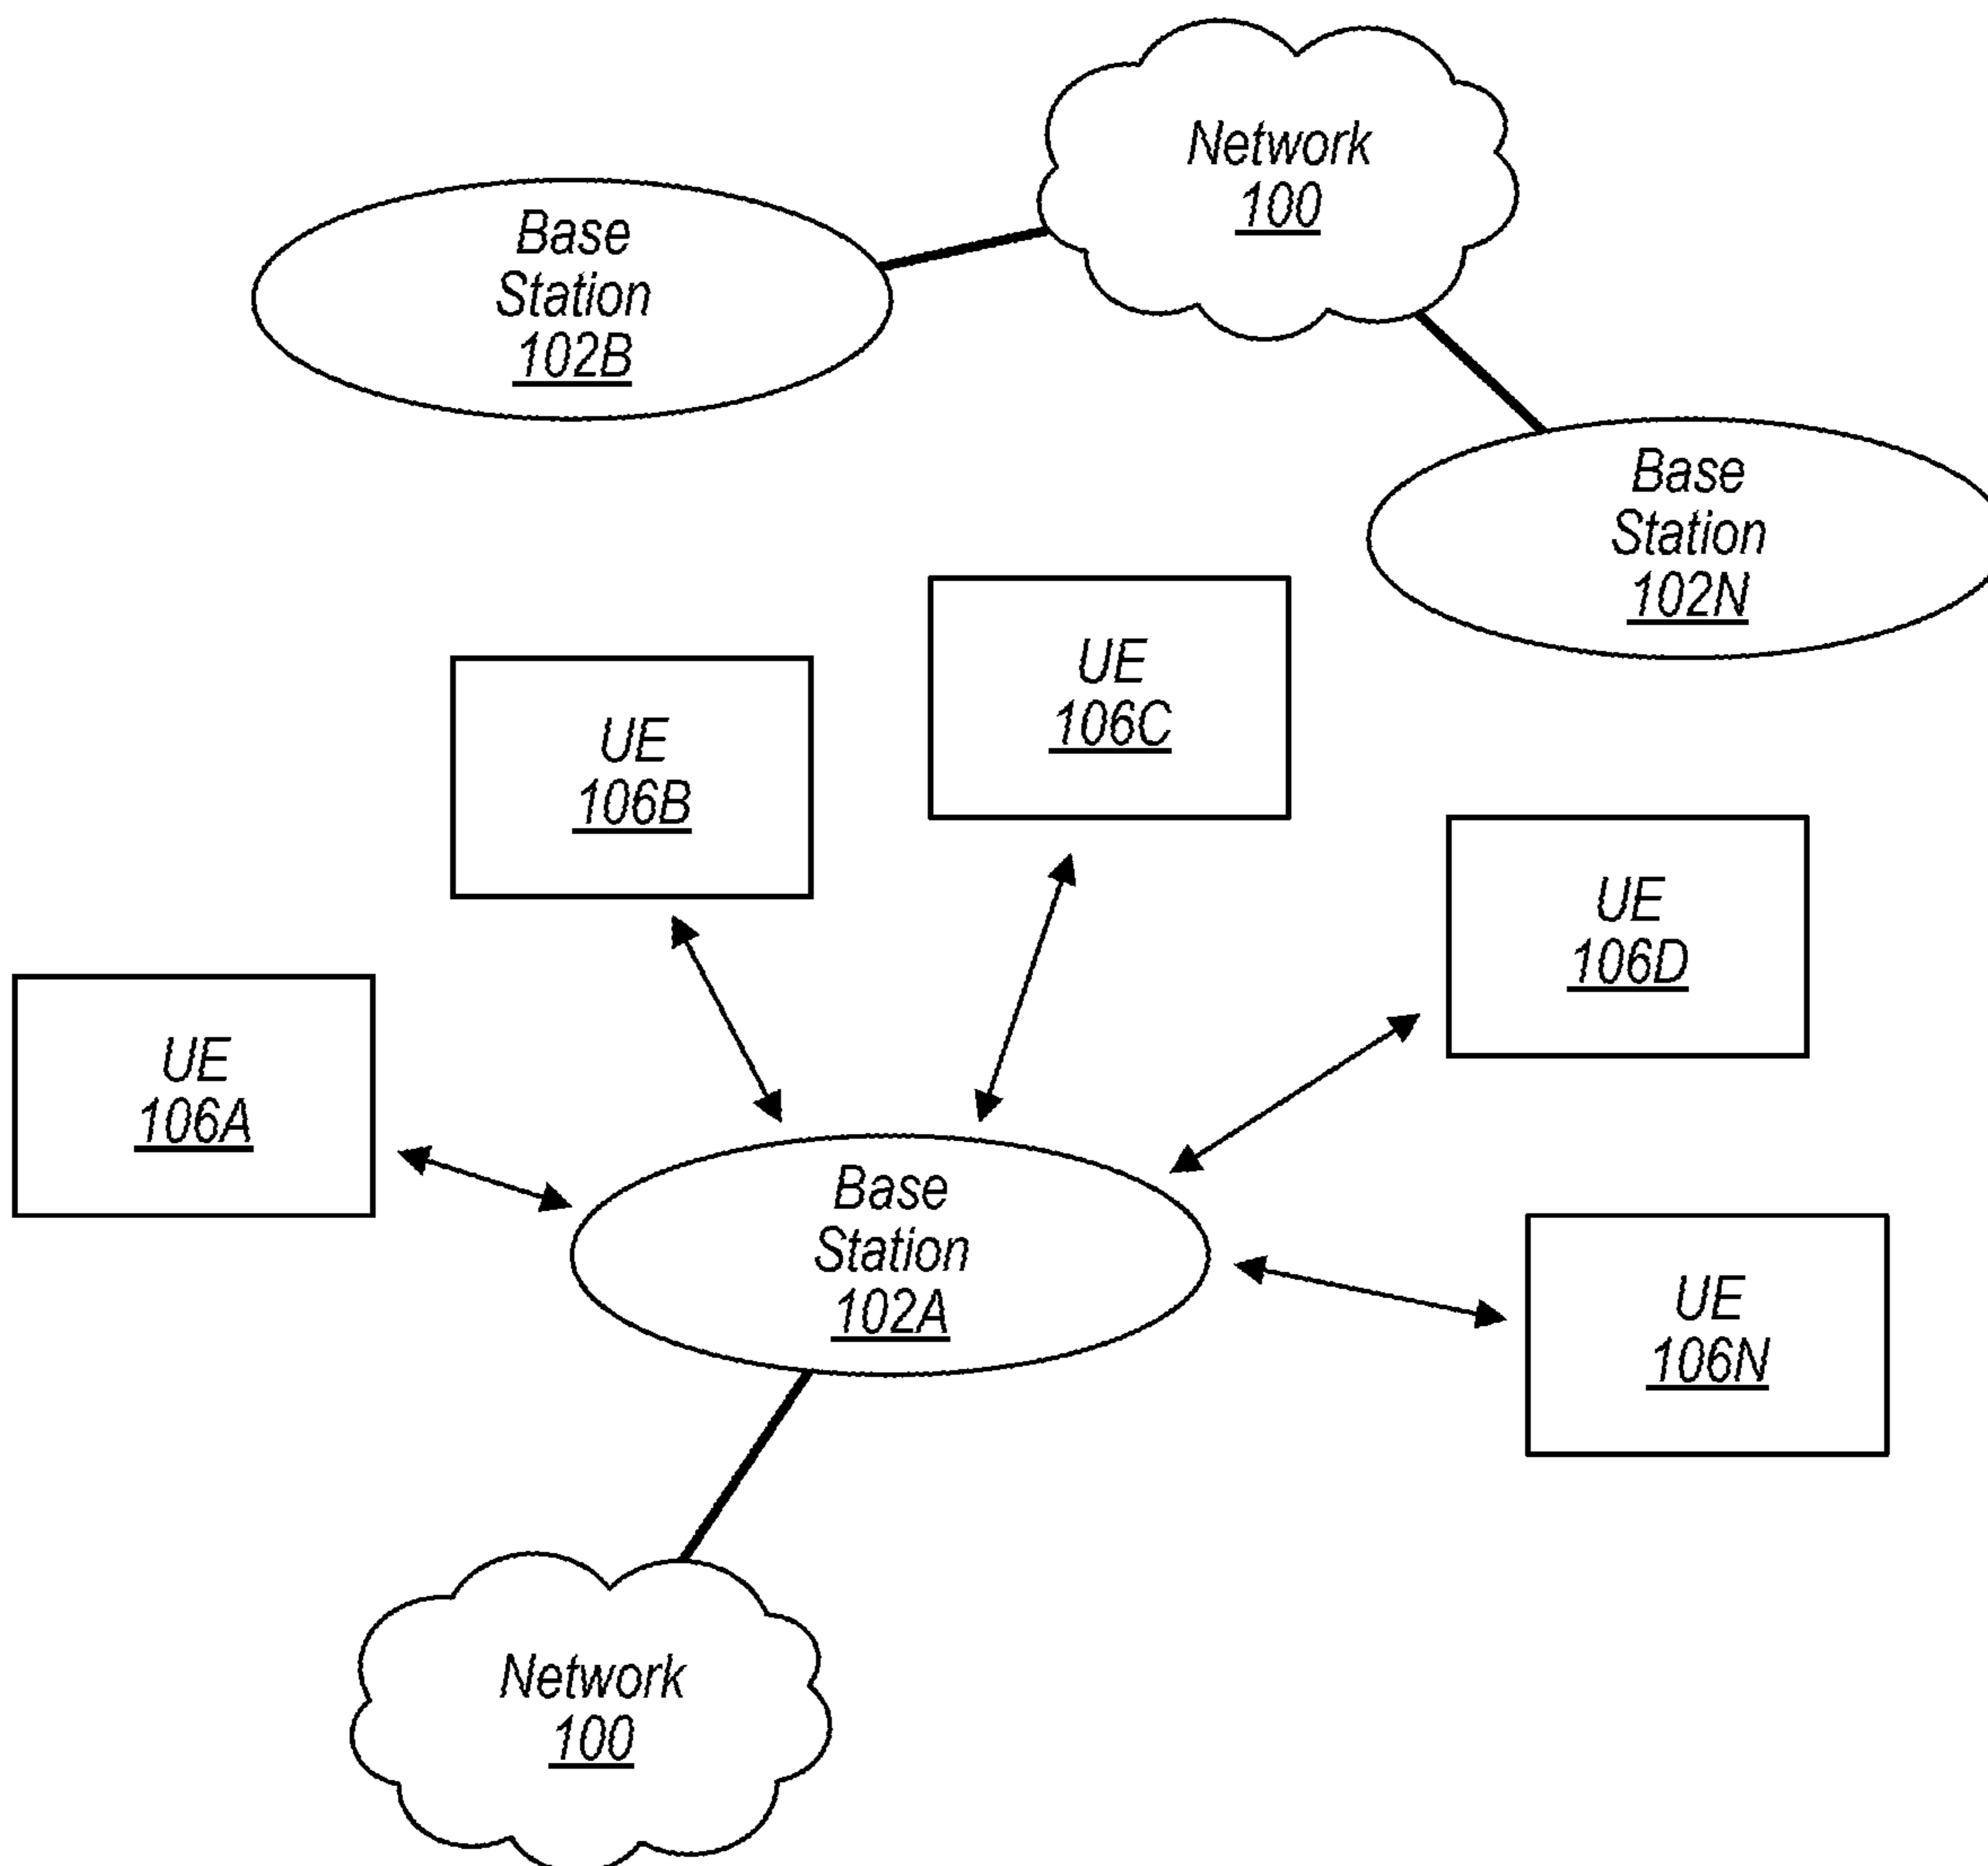 Network
100
Base
Station
102B
Base
Station
102N
UE
106C
UE
106B
UE
106D
UE
106A
Base
Station
102A
UE
106N
Network
100